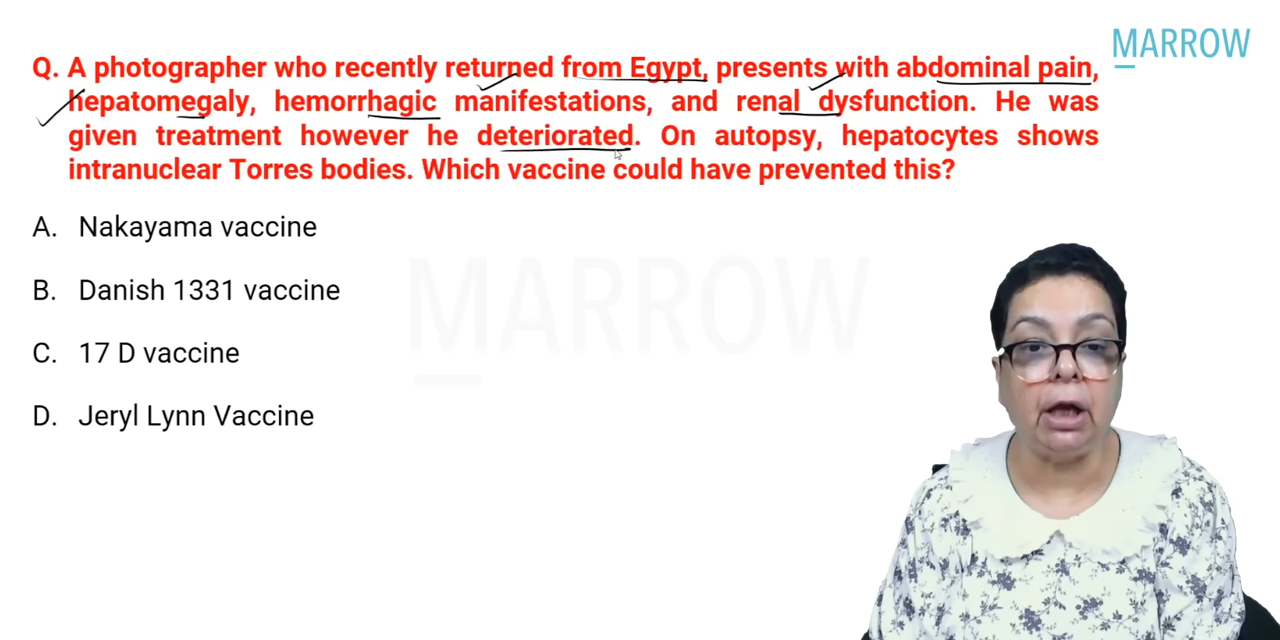 MARROW
Q. A photographer who recently returned from Egypt, presents with abdominal pain,
hepatomegaly, hemorrhagic manifestations, and renal dysfunction. He was
given treatment however he deteriorated. On autopsy, hepatocytes shows
intranuclear Torres bodies. Which vaccine could have prevented this?
A. Nakayama vaccine
B. Danish 1331 vaccine
MARROW
C. 17 D vaccine
D. Jeryl Lynn Vaccine